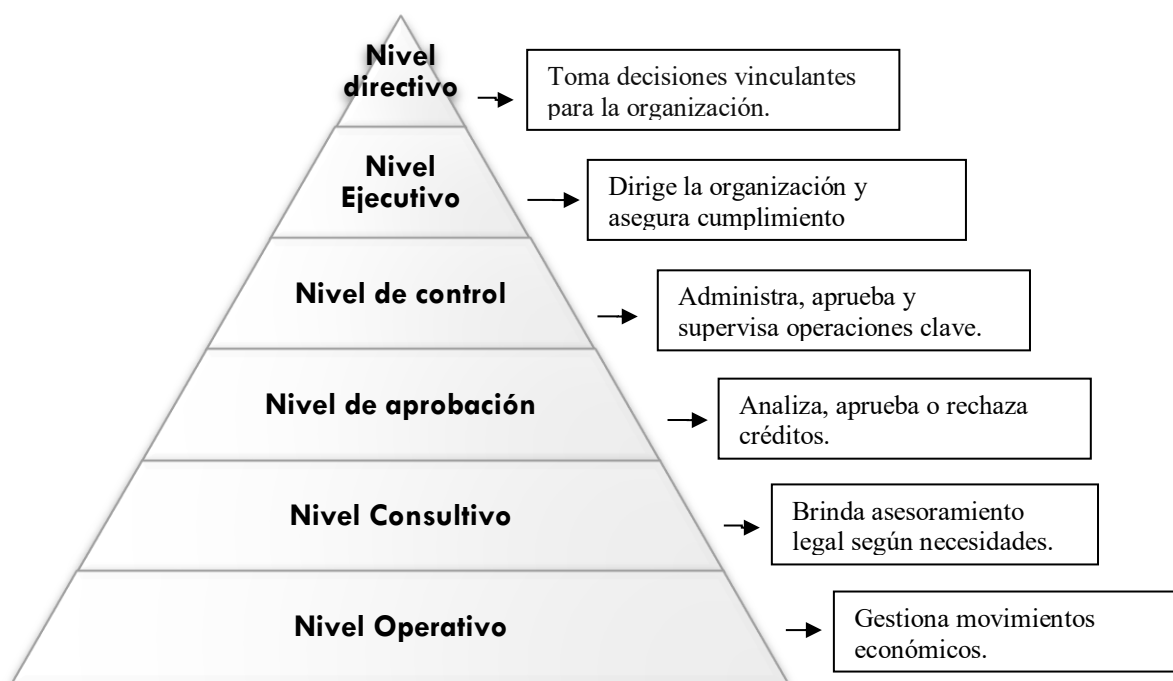 Nivel
directivo
Toma decisiones vinculantes
para la organización.
Nivel
Ejecutivo
Dirige la organización y
asegura cumplimiento
Nivel de control
Administra, aprueba y
supervisa operaciones clave.
Nivel de aprobación
Analiza, aprueba o rechaza
créditos.
Nivel Consultivo
Brinda asesoramiento
legal según necesidades.
Nivel Operativo
Gestiona movimientos
económicos.